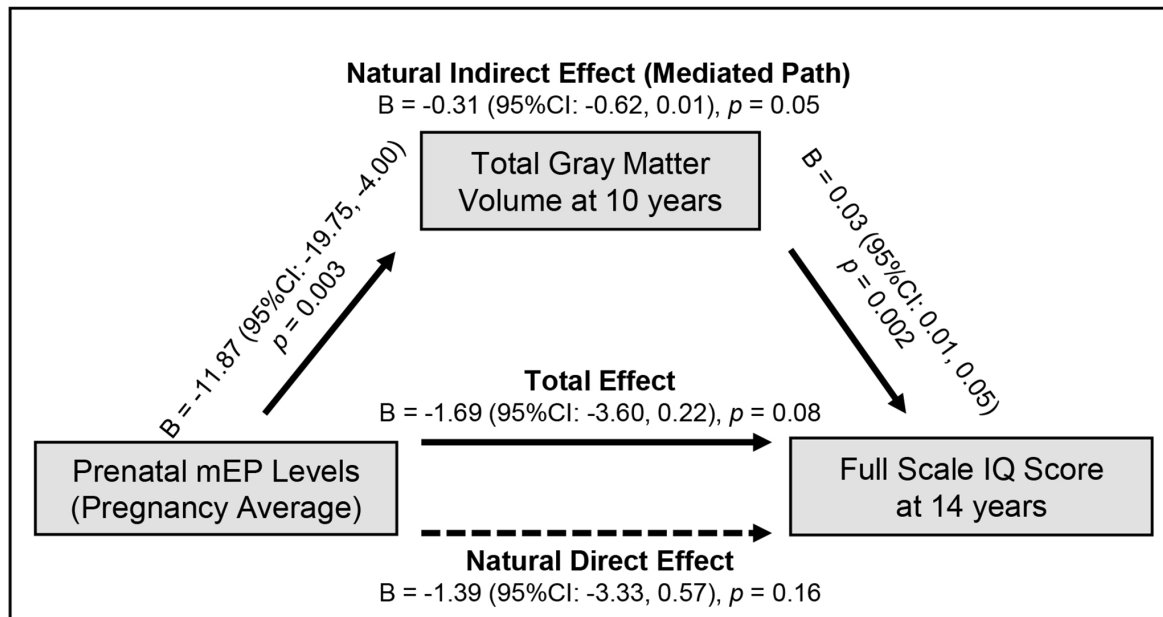 Natural Indirect Effect (Mediated Path)
B = -0.31 (95%CI: -0.62, 0.01), p = 0.05
Total Gray Matter
Volume at 10 years
B = -11.87 (95%CI: -19.75, -4.00)
p = 0.003
B = 0.03 (95%CI: 0.01, 0.05)
p = 0.002
Total Effect
B = -1.69 (95%CI: -3.60, 0.22), p = 0.08
Prenatal mEP Levels
(Pregnancy Average)
Full Scale IQ Score
at 14 years
Natural Direct Effect
B = -1.39 (95%CI: -3.33, 0.57), p = 0.16